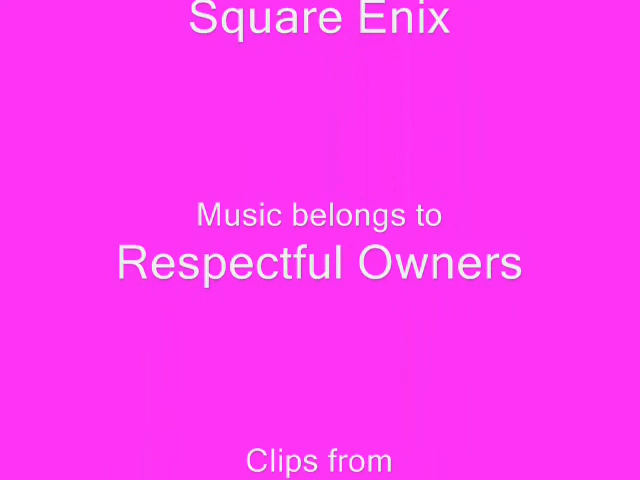 Square Enix
Music belongs to
Respectful Owners
Clips from